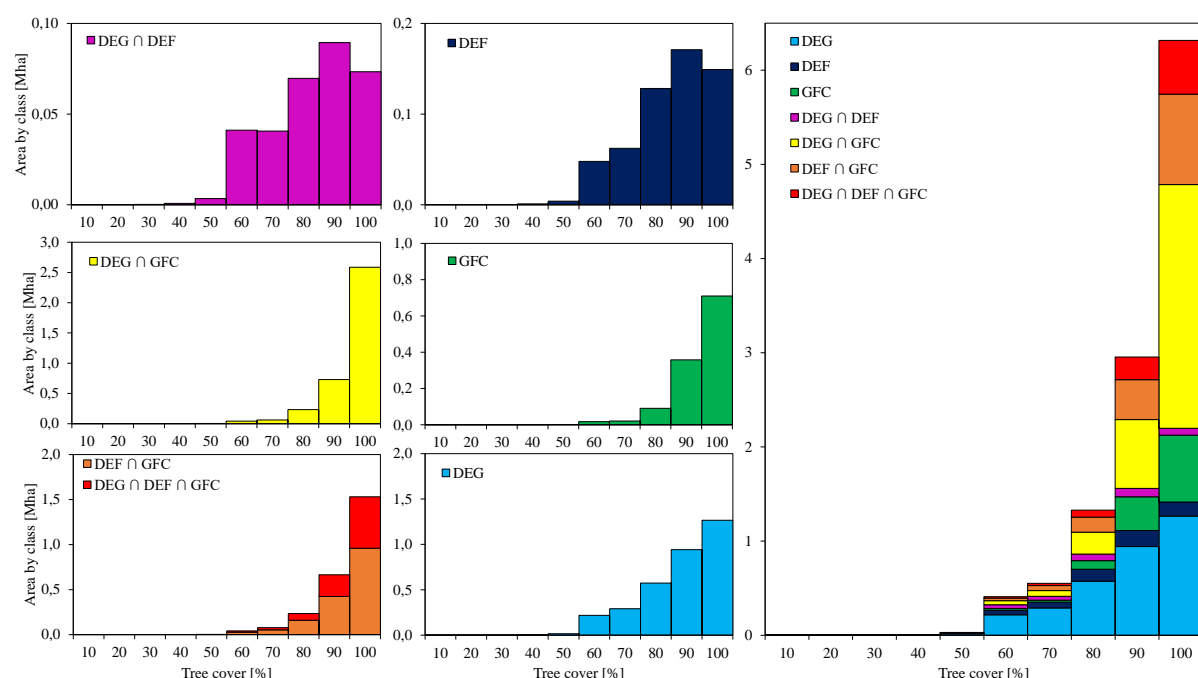 DEG ∩ DEF
Area by class [Mha]
0,10
0,05
0,00
10 20 30 40 50 60 70 80 90 100
DEF
0,2
0,1
0,0
10 20 30 40 50 60 70 80 90 100
DEG ∩ GFC
Area by class [Mha]
3,0
2,5
2,0
1,5
1,0
0,5
0,0
10 20 30 40 50 60 70 80 90 100
GFC
1,0
0,8
0,6
0,4
0,2
0,0
10 20 30 40 50 60 70 80 90 100
DEF ∩ GFC
DEG ∩ DEF ∩ GFC
Area by class [Mha]
2,0
1,5
1,0
0,5
0,0
10 20 30 40 50 60 70 80 90 100
Tree cover [%]
DEG
2,0
1,5
1,0
0,5
0,0
10 20 30 40 50 60 70 80 90 100
Tree cover [%]
DEG
DEF
GFC
DEG ∩ DEF
DEG ∩ GFC
DEF ∩ GFC
DEG ∩ DEF ∩ GFC
6
5
4
3
2
1
0
10 20 30 40 50 60 70 80 90 100
Tree cover [%]